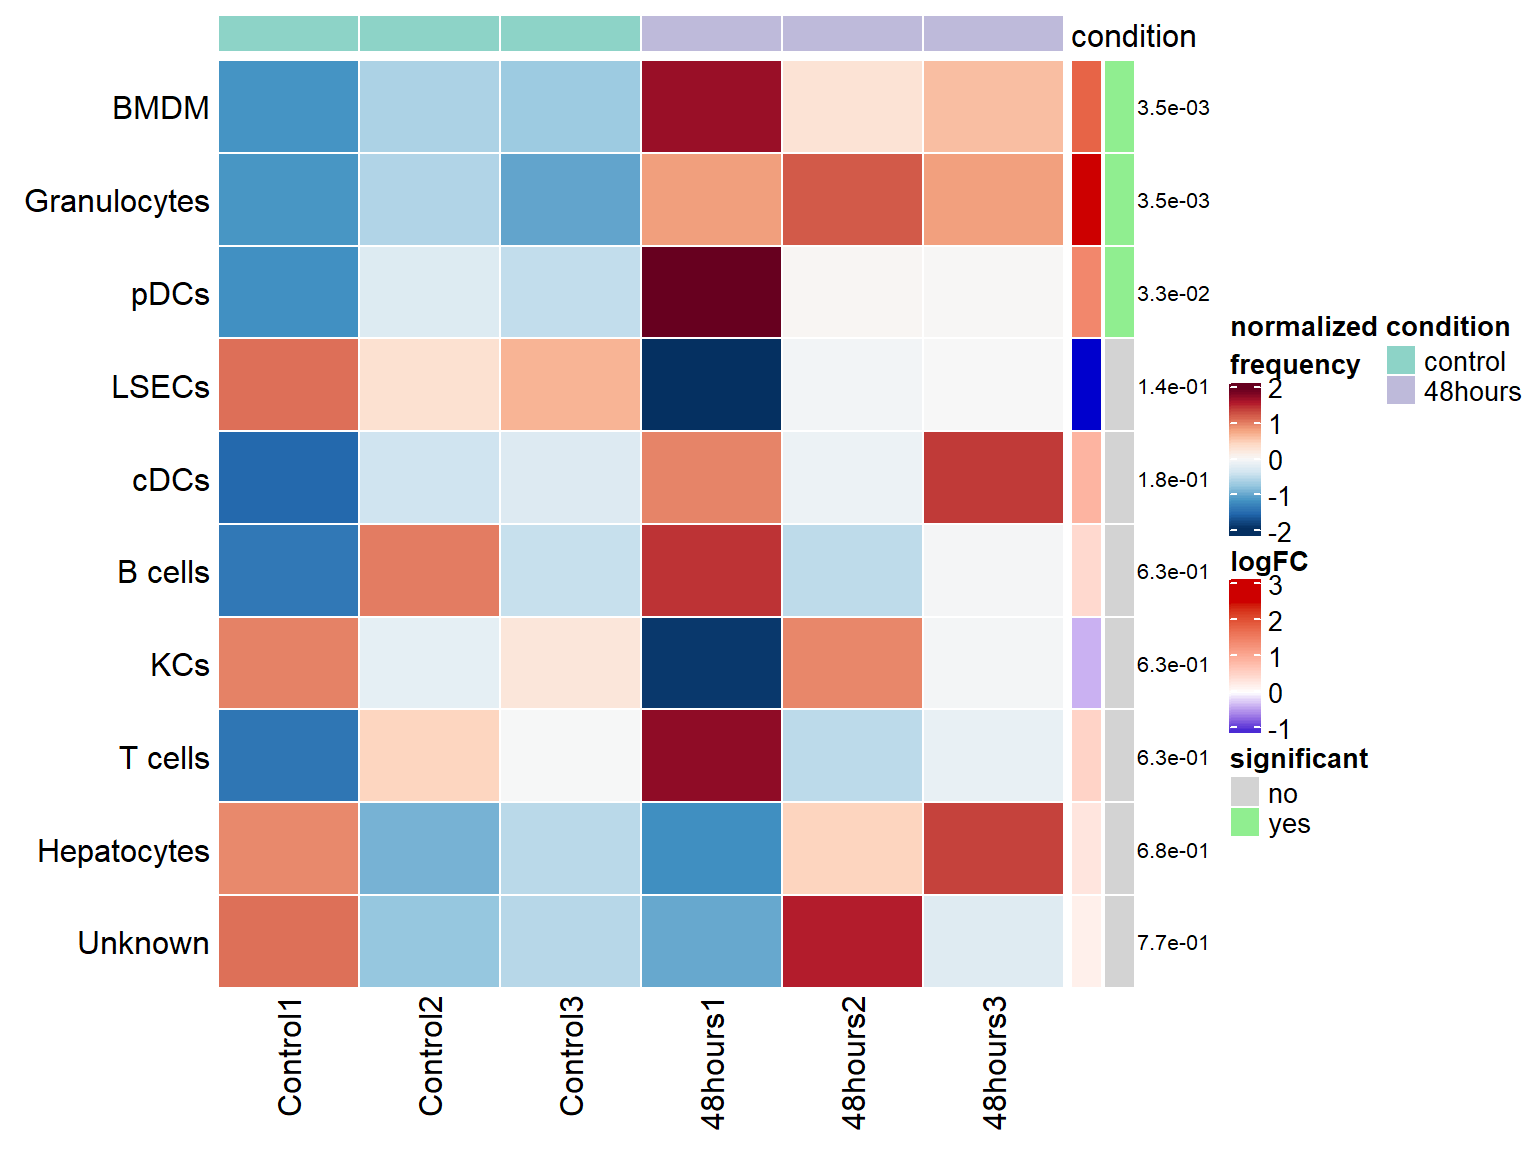 condition
BMDM
3.5e-03
Granulocytes
3.5e-03
pDCs
3.3e-02
LSECs
1.4e-01
cDCs
1.8e-01
B cells
6.3e-01
KCs
6.3e-01
T cells
6.3e-01
Hepatocytes
6.8e-01
Unknown
7.7e-01
Control1
Control2
Control3
48hours1
48hours2
48hours3
normalized
frequency
2
1
0
-1
-2
condition
control
48hours
logFC
3
2
1
0
-1
significant
no
yes